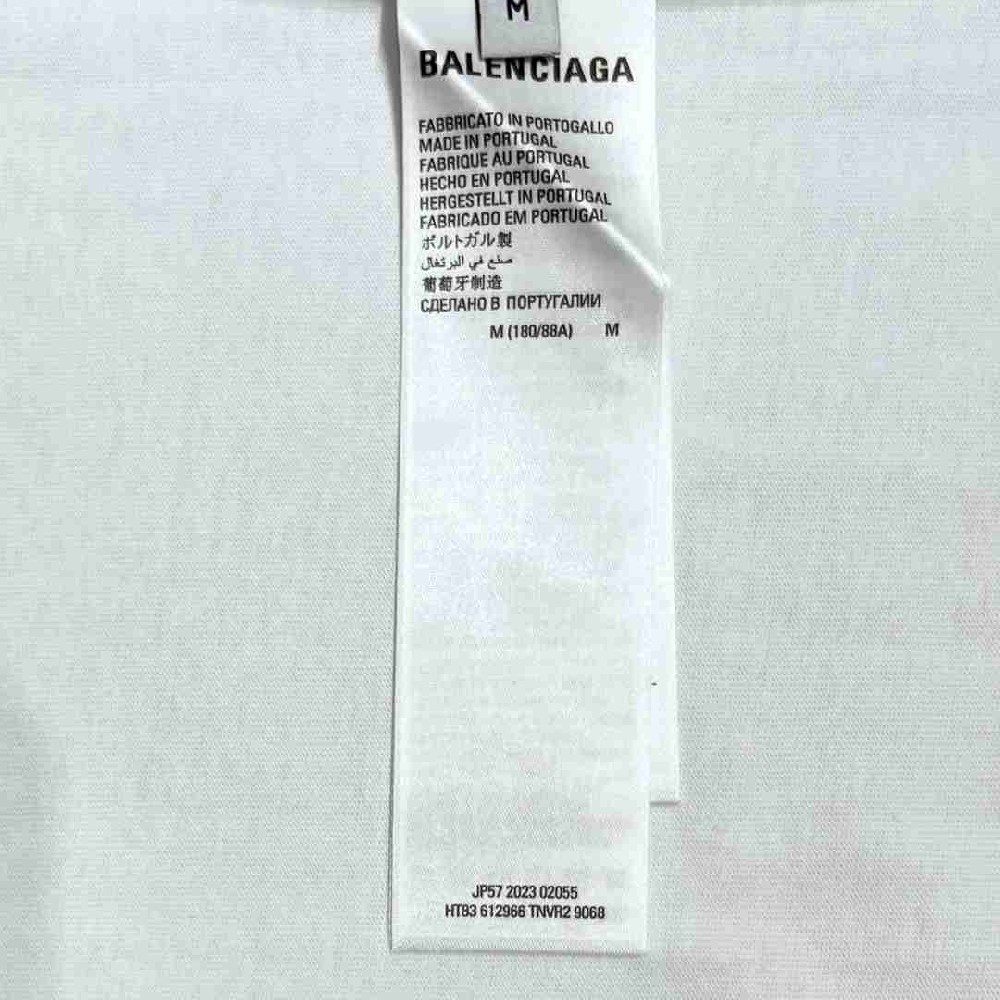 M
BALENCIAGA
FABBRICATO IN PORTOGALLO
MADE IN PORTUGAL
FABRIQUE AU PORTUGAL
HECHO EN PORTUGAL
HERGESTELLT IN PORTUGAL
FABRICADO EM PORTUGAL
ポルトガル製
صنع في البرتغال
葡萄牙制造
СДЕЛАНО В ПОРТУГАЛИИ
M (180/88A) M
JP57 2023 02055
HT93 612966 TNVR2 9068